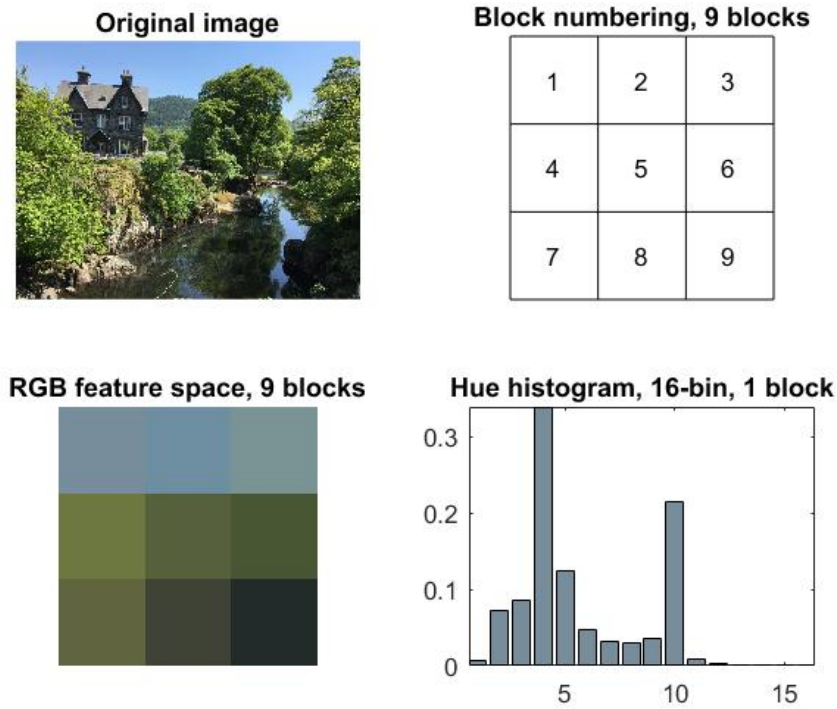 Original image
Block numbering, 9 blocks
1 2 3
4 5 6
7 8 9
RGB feature space, 9 blocks
Hue histogram, 16-bin, 1 block
0.3
0.2
0.1
0
5 10 15